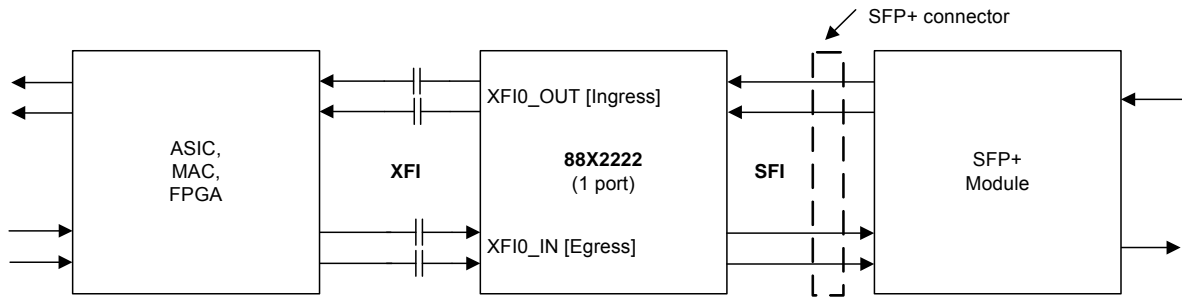 SFP+ connector
XFI0_OUT [Ingress]
ASIC,
MAC,
FPGA
XFI
88X2222
(1 port)
SFI
SFP+
Module
XFI0_IN [Egress]